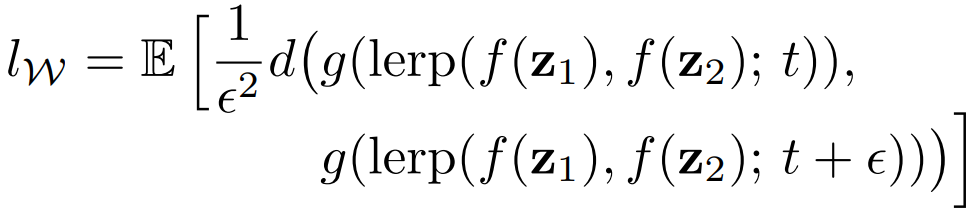 l_𝒲 = 𝔼 [ 1/ϵ² d(g(lerp(f(𝐳₁), f(𝐳₂); t)),
g(lerp(f(𝐳₁), f(𝐳₂); t + ϵ))) ]